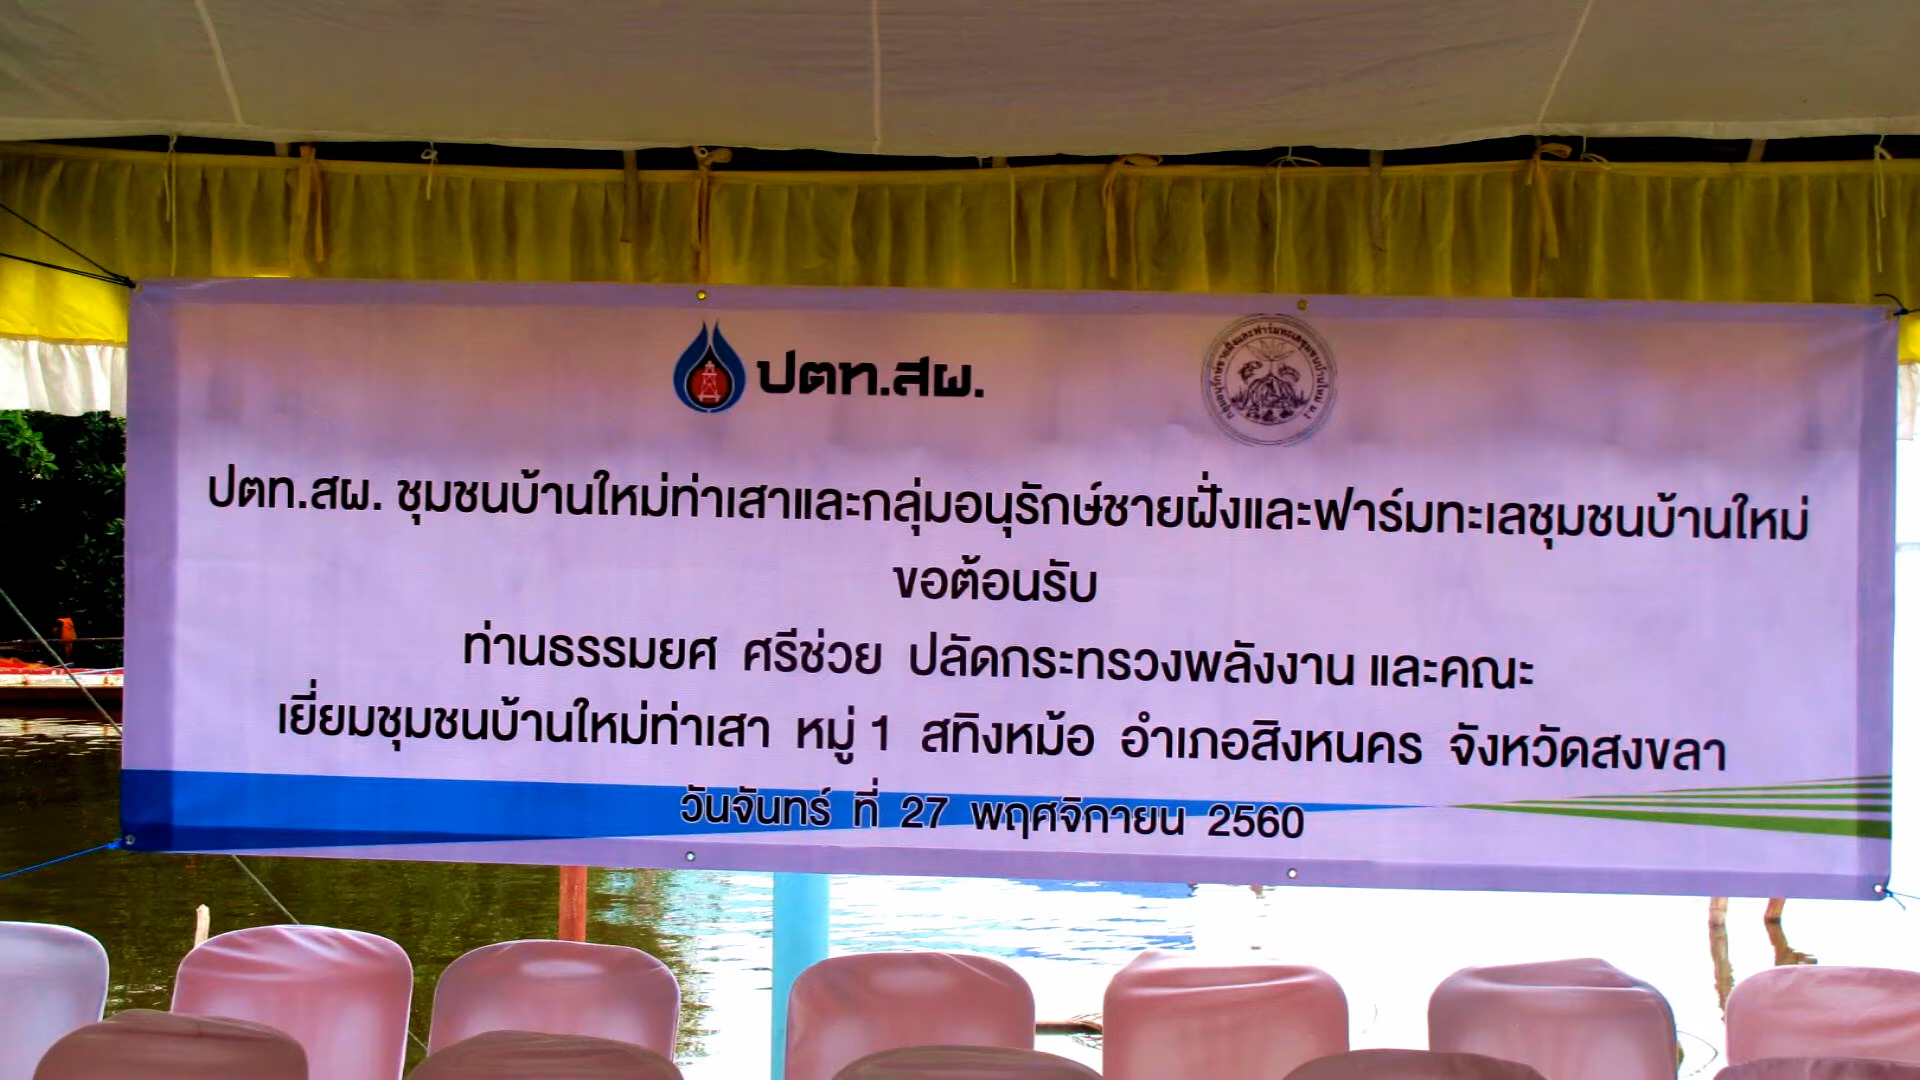 ปตท.สผ.
ปตท.สผ. ชุมชนบ้านใหม่ท่าเสาและกลุ่มอนุรักษ์ชายฝั่งและฟาร์มทะเลชุมชนบ้านใหม่
ขอต้อนรับ
ท่านธรรมยศ ศรีช่วย ปลัดกระทรวงพลังงาน และคณะ
เยี่ยมชุมชนบ้านใหม่ท่าเสา หมู่ 1 สทิงหม้อ อำเภอสิงหนคร จังหวัดสงขลา
วันจันทร์ ที่ 27 พฤศจิกายน 2560